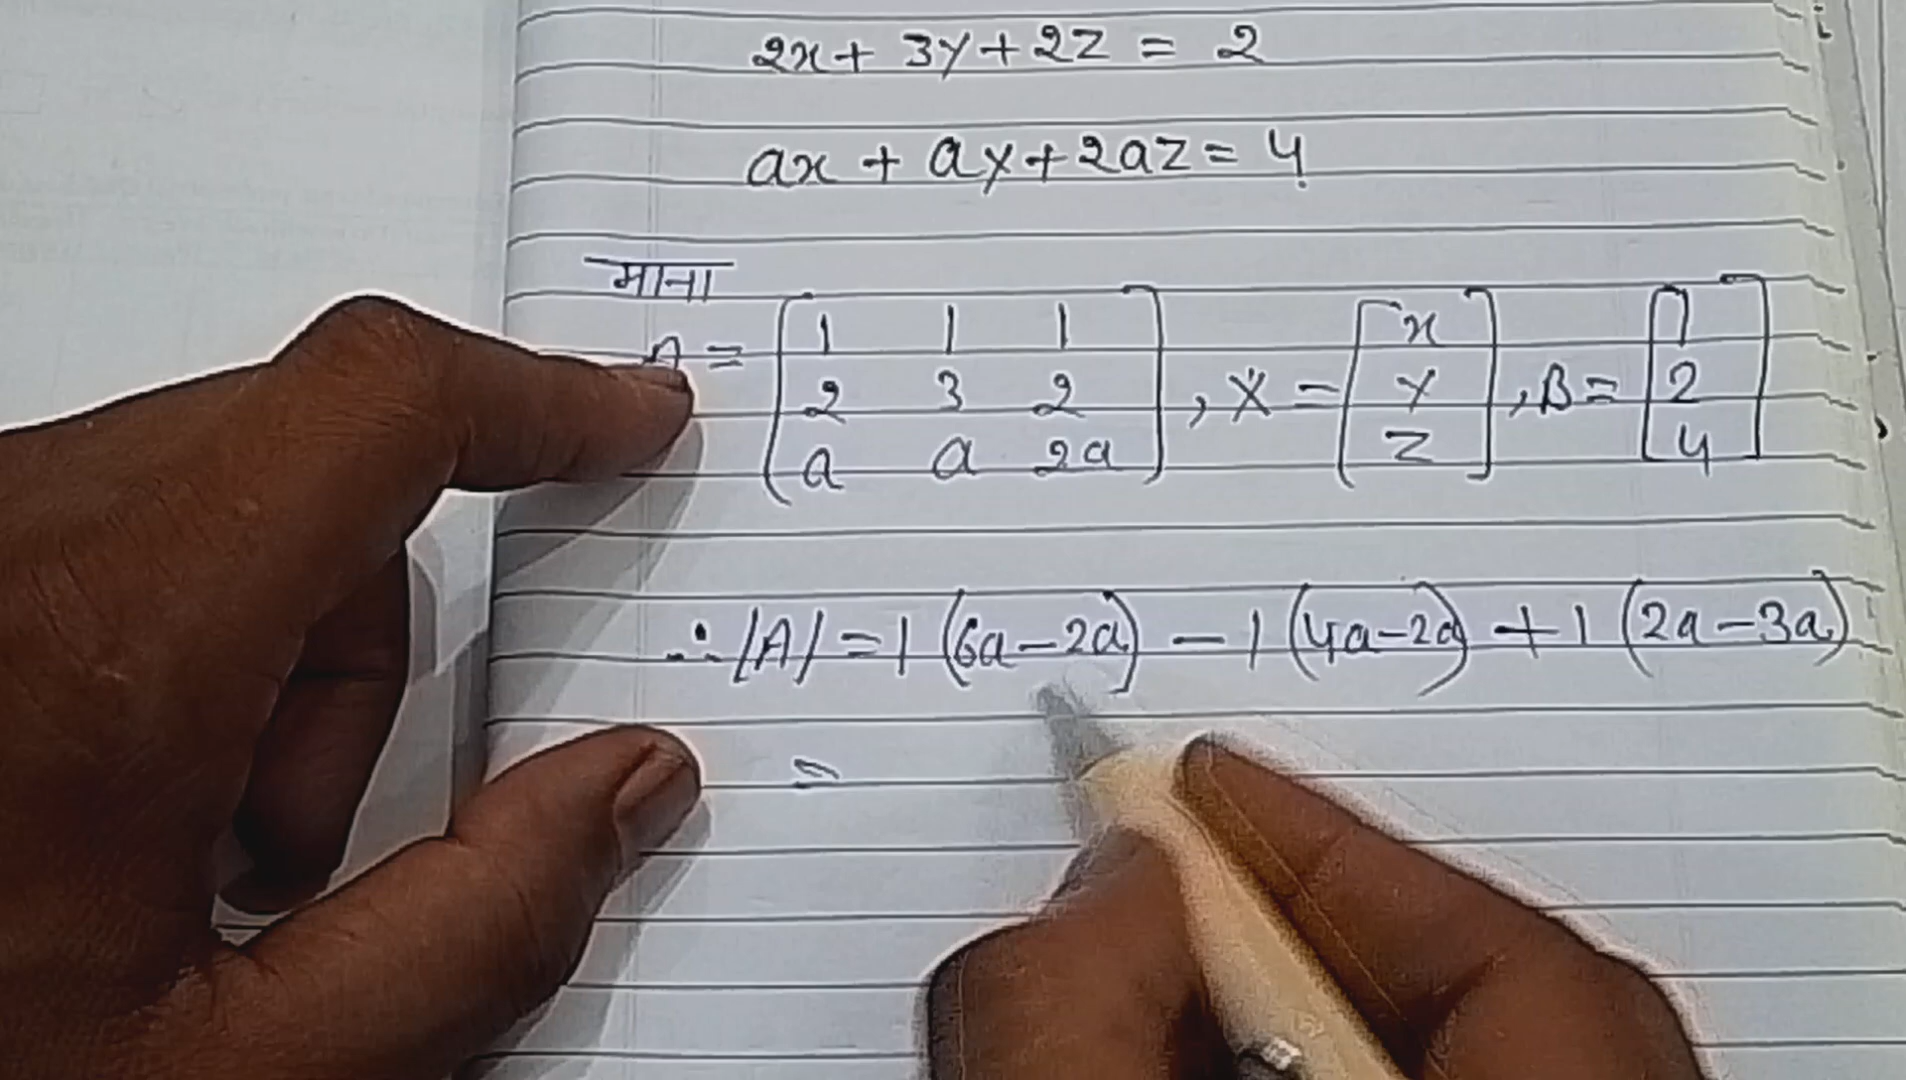 2x + 3y + 2z = 2
ax + ay + 2az = 4
माना
A = [1 1 1
2 3 2
a a 2a], X = [x
y
z], B = [1
2
4]
∴ |A| = 1 (6a - 2a) - 1 (4a - 2a) + 1 (2a - 3a)
=